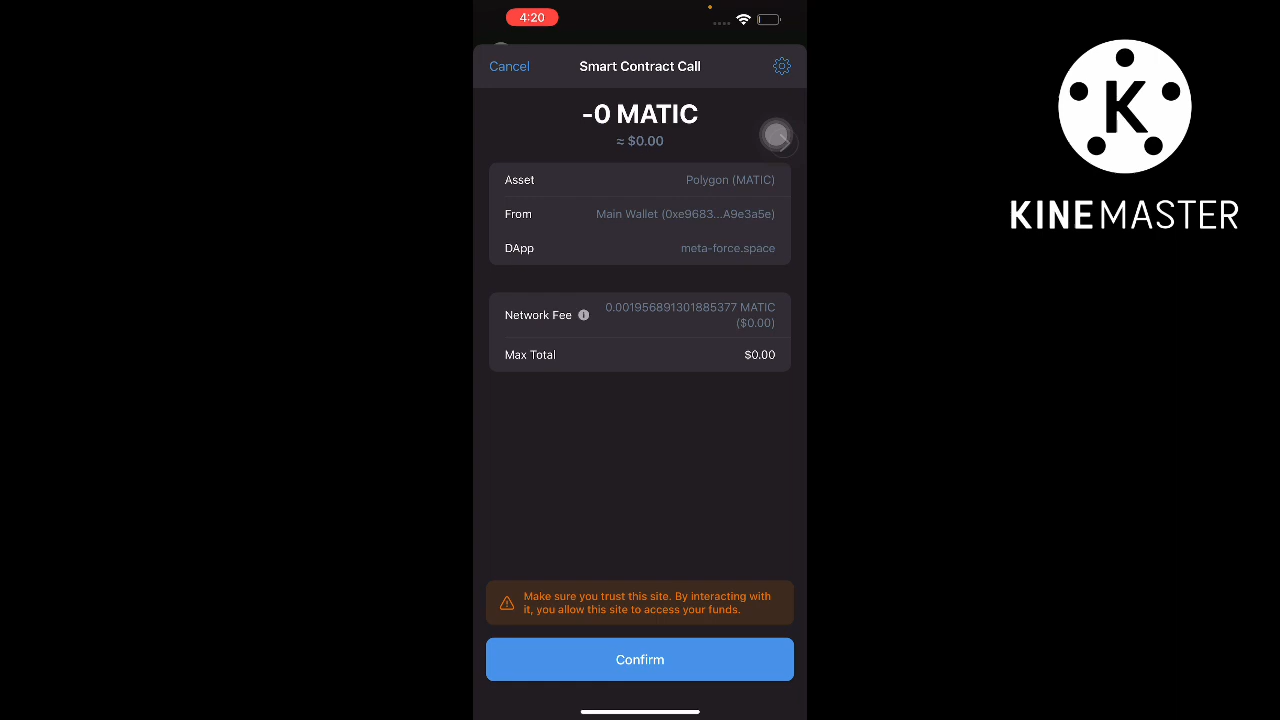 4:20
Cancel
Smart Contract Call
-0 MATIC
≈ $0.00
Asset
Polygon (MATIC)
From
Main Wallet (0xe9683...A9e3a5e)
DApp
meta-force.space
Network Fee
0.001956891301885377 MATIC
($0.00)
Max Total
$0.00
Make sure you trust this site. By interacting with
it, you allow this site to access your funds.
Confirm
K
KINEMASTER